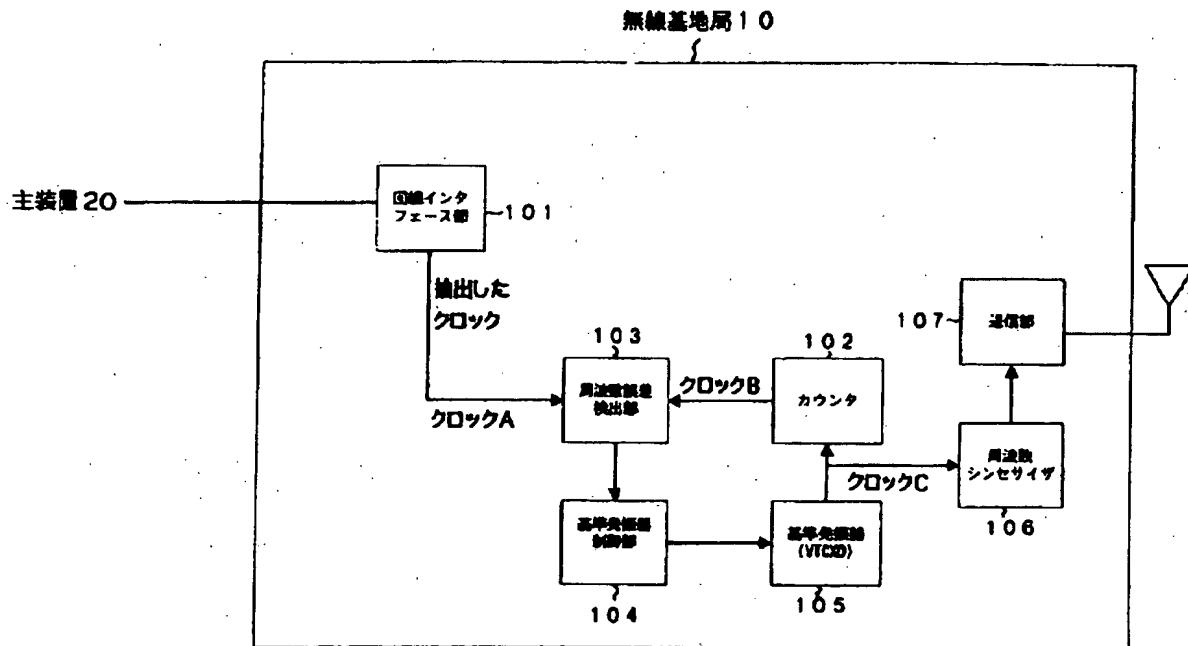 無線基地局10
主装置20
回線インタ
フェース部
101
抽出した
クロック
クロックA
103
周波数誤差
検出部
クロックB
102
カウンタ
107
送信部
クロックC
周波数
シンセサイザ
106
基準発振器
制御部
104
基準発振器
(VTCXO)
105